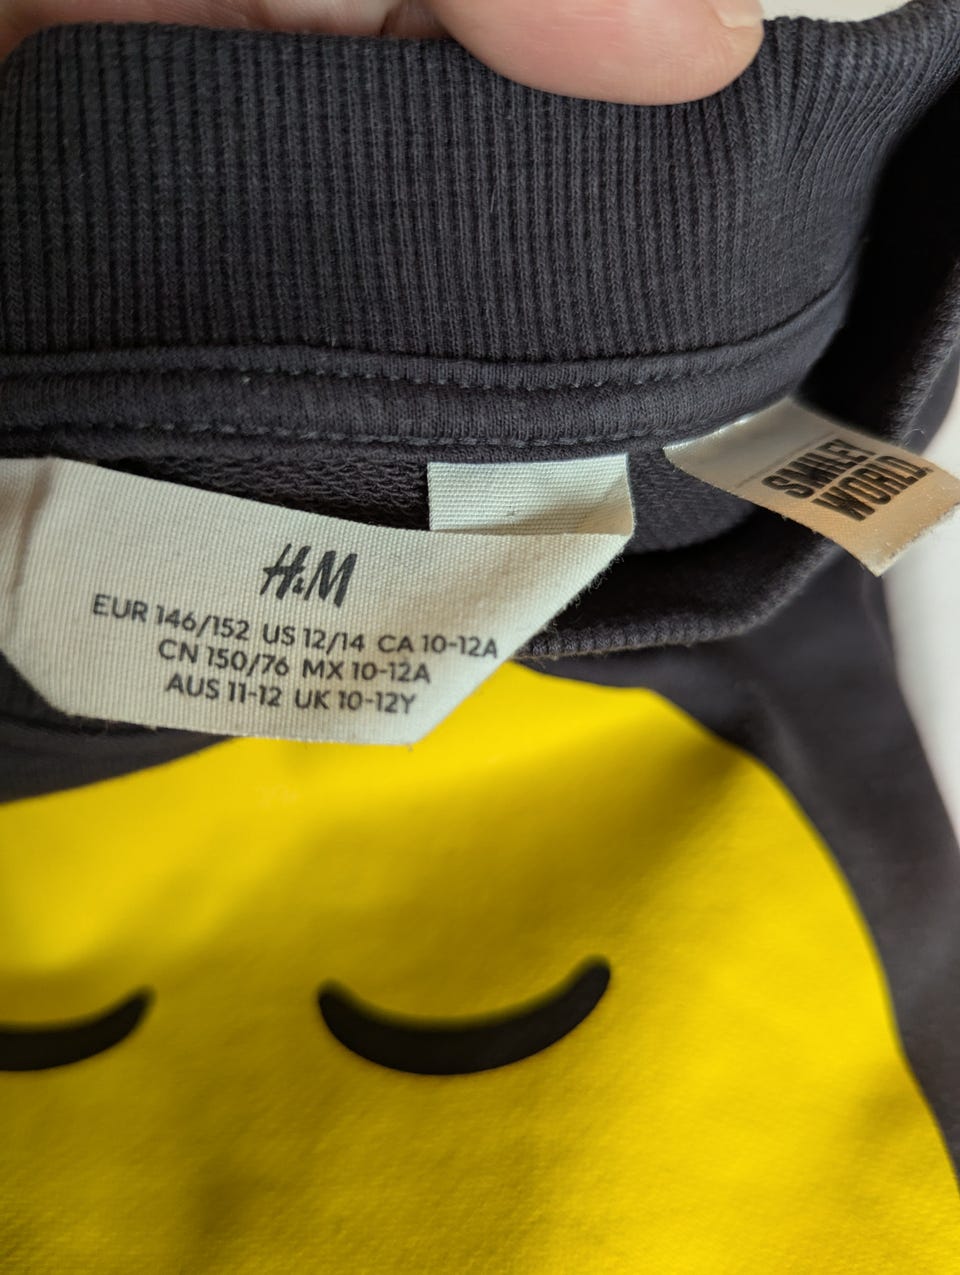 H&M
EUR 146/152 US 12/14 CA 10-12A
CN 150/76 MX 10-12A
AUS 11-12 UK 10-12Y
SMILEY
WORLD